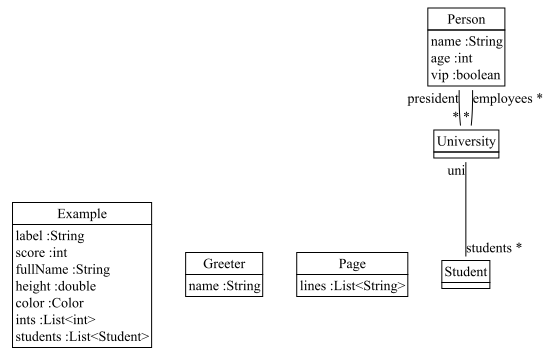 Person
name :String
age :int
vip :boolean
president
employees *
* *
University
uni
students *
Student
Example
label :String
score :int
fullName :String
height :double
color :Color
ints :List<int>
students :List<Student>
Greeter
name :String
Page
lines :List<String>